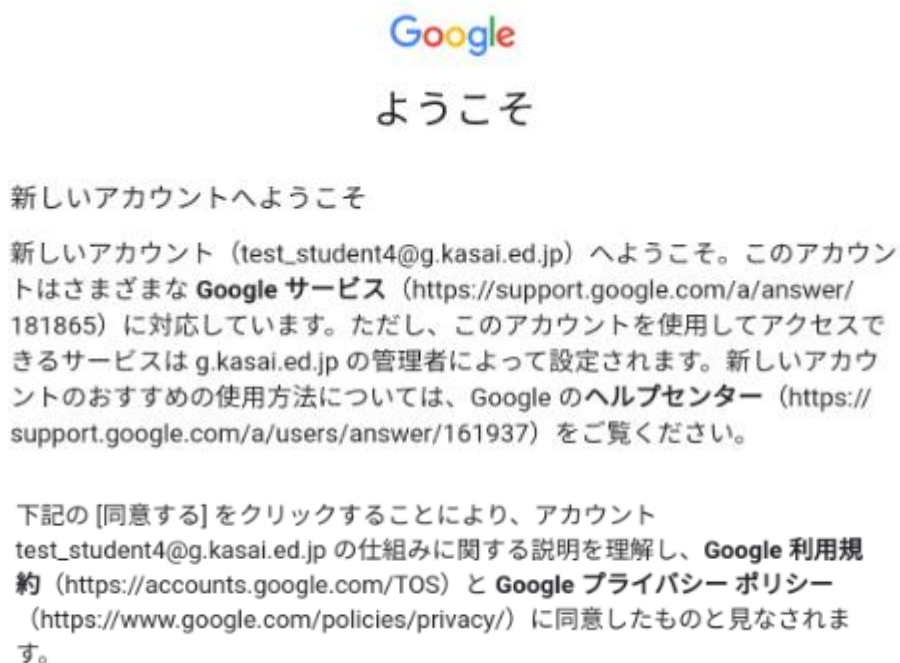 Google
ようこそ
新しいアカウントへようこそ
新しいアカウント（test_student4@g.kasai.ed.jp）へようこそ。このアカウン
トはさまざまな Google サービス（https://support.google.com/a/answer/
181865）に対応しています。ただし、このアカウントを使用してアクセスで
きるサービスは g.kasai.ed.jp の管理者によって設定されます。新しいアカウ
ントのおすすめの使用方法については、Google のヘルプセンター（https://
support.google.com/a/users/answer/161937）をご覧ください。
下記の [同意する] をクリックすることにより、アカウント
test_student4@g.kasai.ed.jp の仕組みに関する説明を理解し、Google 利用規
約（https://accounts.google.com/TOS）と Google プライバシー ポリシー
（https://www.google.com/policies/privacy/）に同意したものと見なされま
す。